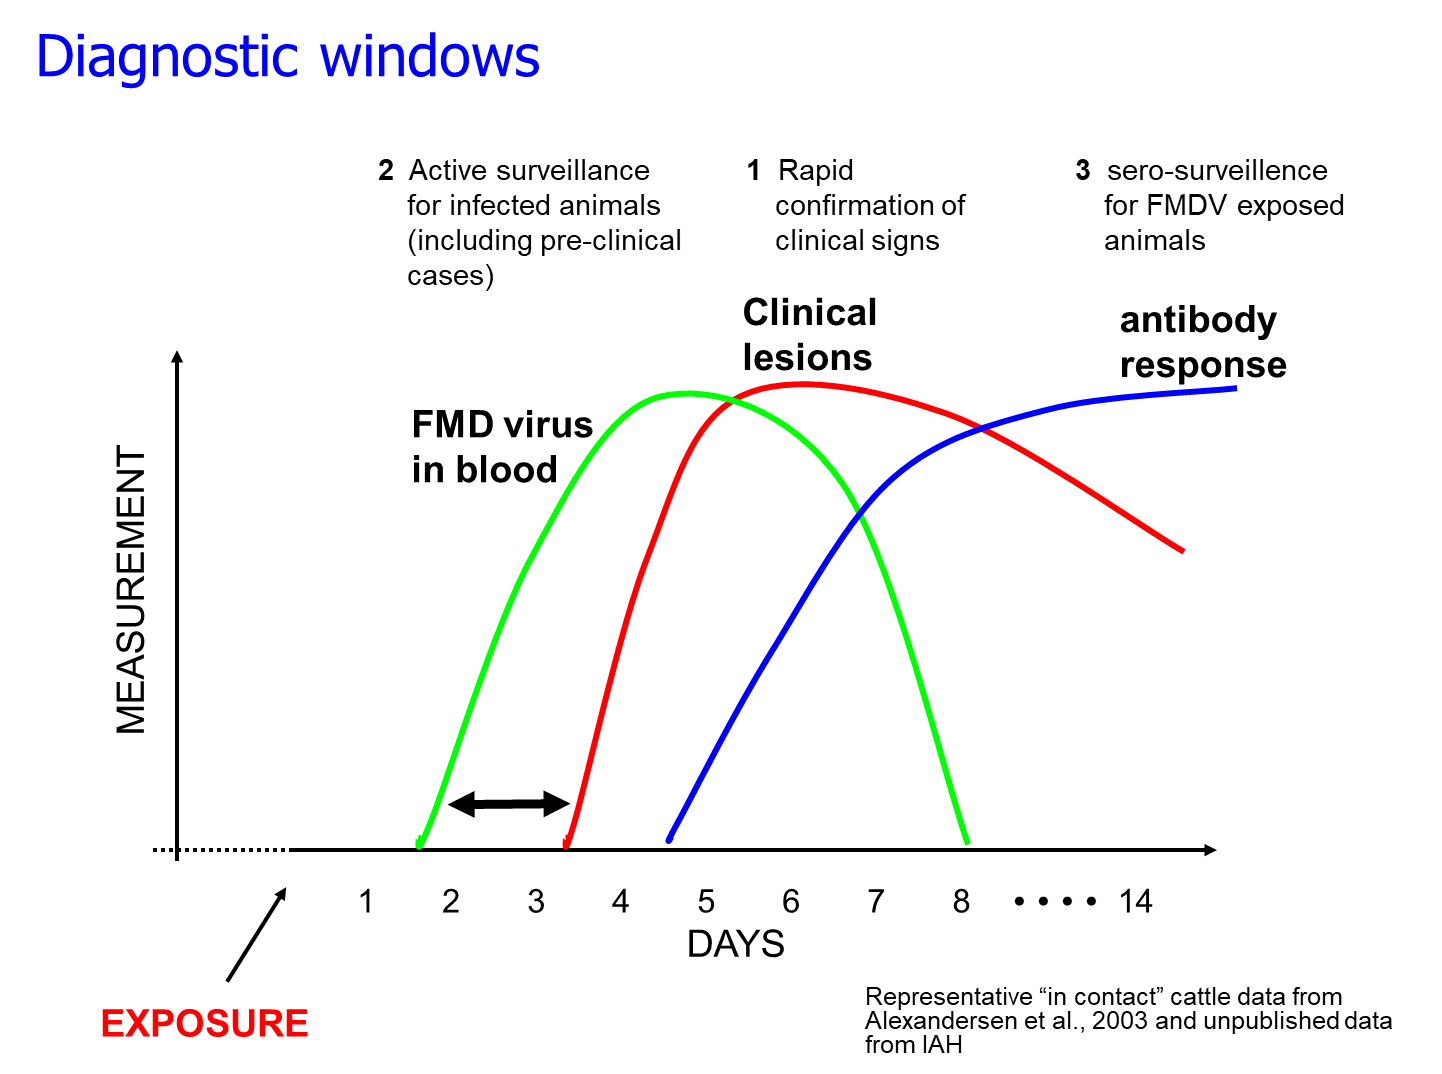 Diagnostic windows
2 Active surveillance
for infected animals
(including pre-clinical
cases)
1 Rapid
confirmation of
clinical signs
3 sero-surveillence
for FMDV exposed
animals
Clinical
lesions
antibody
response
FMD virus
in blood
MEASUREMENT
1 2 3 4 5 6 7 8 • • • • 14
DAYS
EXPOSURE
Representative “in contact” cattle data from
Alexandersen et al., 2003 and unpublished data
from IAH